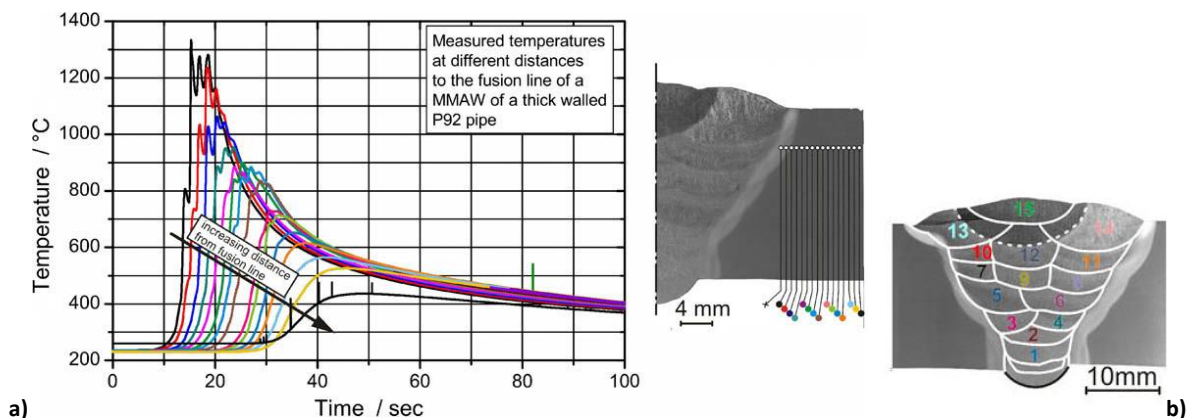 1400
1200
1000
800
600
400
200
Temperature / °C
Measured temperatures
at different distances
to the fusion line of a
MMAW of a thick walled
P92 pipe
increasing distance
from fusion line
0
20
40
60
80
100
Time / sec
a)
4 mm
15
13
10
12
11
7
9
5
6
3
4
2
1
10mm
b)